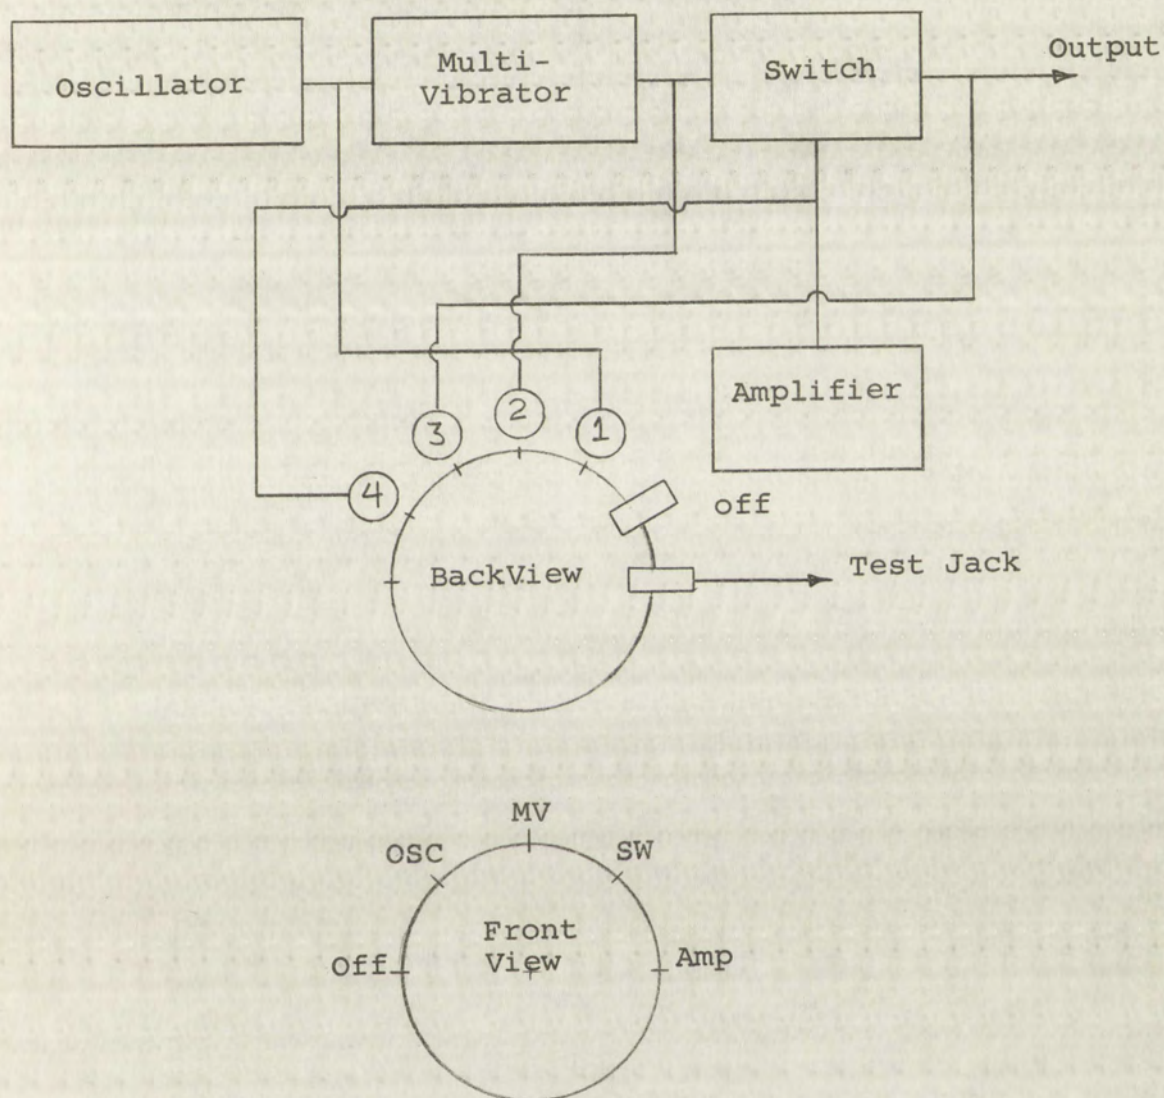 Oscillator
Multi-
Vibrator
Switch
Output
Amplifier
3
2
1
4
off
BackView
Test Jack
MV
OSC
SW
Front
View
Off
Amp